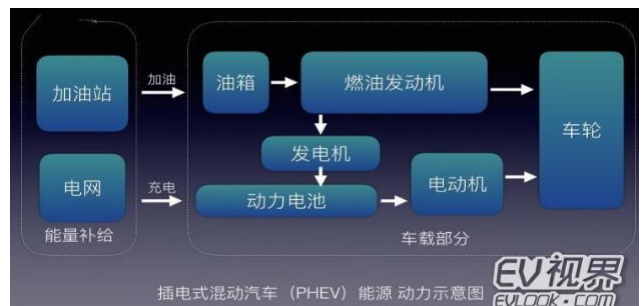 加油站
加油
油箱
燃油发动机
车轮
发电机
电网
充电
动力电池
电动机
能量补给
车载部分
插电式混动汽车（PHEV）能源 动力示意图
EV视界
EVLOOK.COM